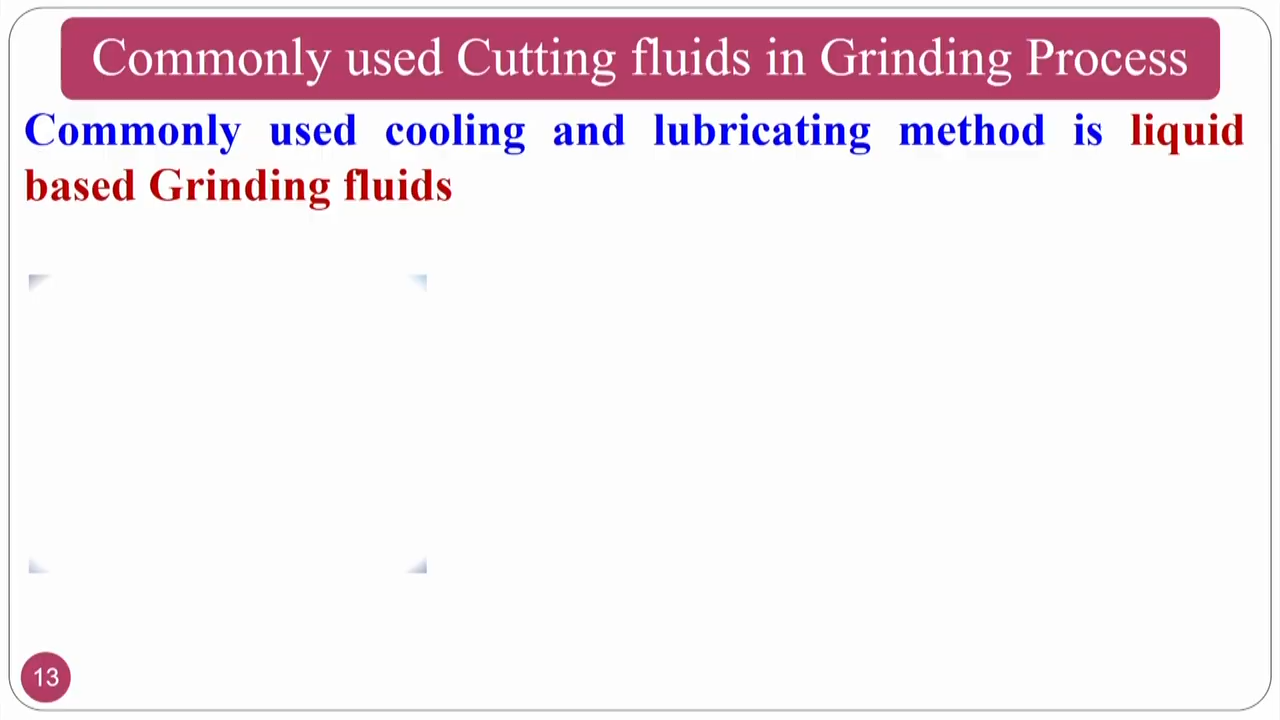 Commonly used Cutting fluids in Grinding Process
Commonly used cooling and lubricating method is liquid
based Grinding fluids
13